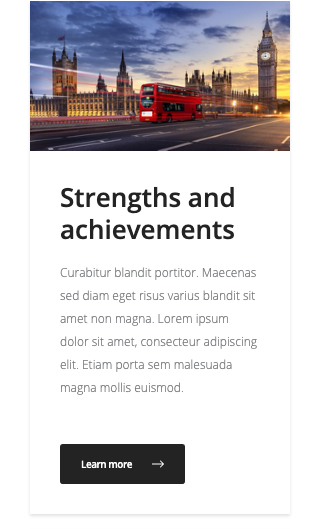 Strengths and
achievements
Curabitur blandit portitor. Maecenas
sed diam eget risus varius blandit sit
amet non magna. Lorem ipsum
dolor sit amet, consecteur adipiscing
elit. Etiam porta sem malesuada
magna mollis euismod.
Learn more